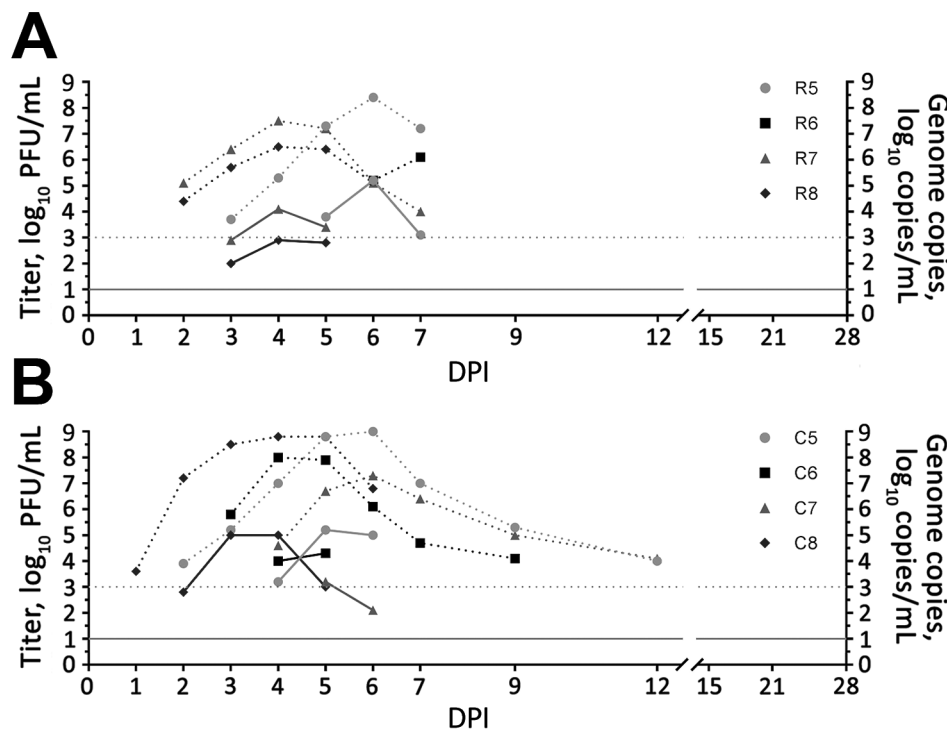 A
Titer, log10 PFU/mL
9
8
7
6
5
4
3
2
1
0
0 1 2 3 4 5 6 7 9 12 15 21 28
DPI
9
8
7
6
5
4
3
2
1
0
Genome copies,
log10 copies/mL
R5
R6
R7
R8
B
Titer, log10 PFU/mL
9
8
7
6
5
4
3
2
1
0
0 1 2 3 4 5 6 7 9 12 15 21 28
DPI
9
8
7
6
5
4
3
2
1
0
Genome copies,
log10 copies/mL
C5
C6
C7
C8